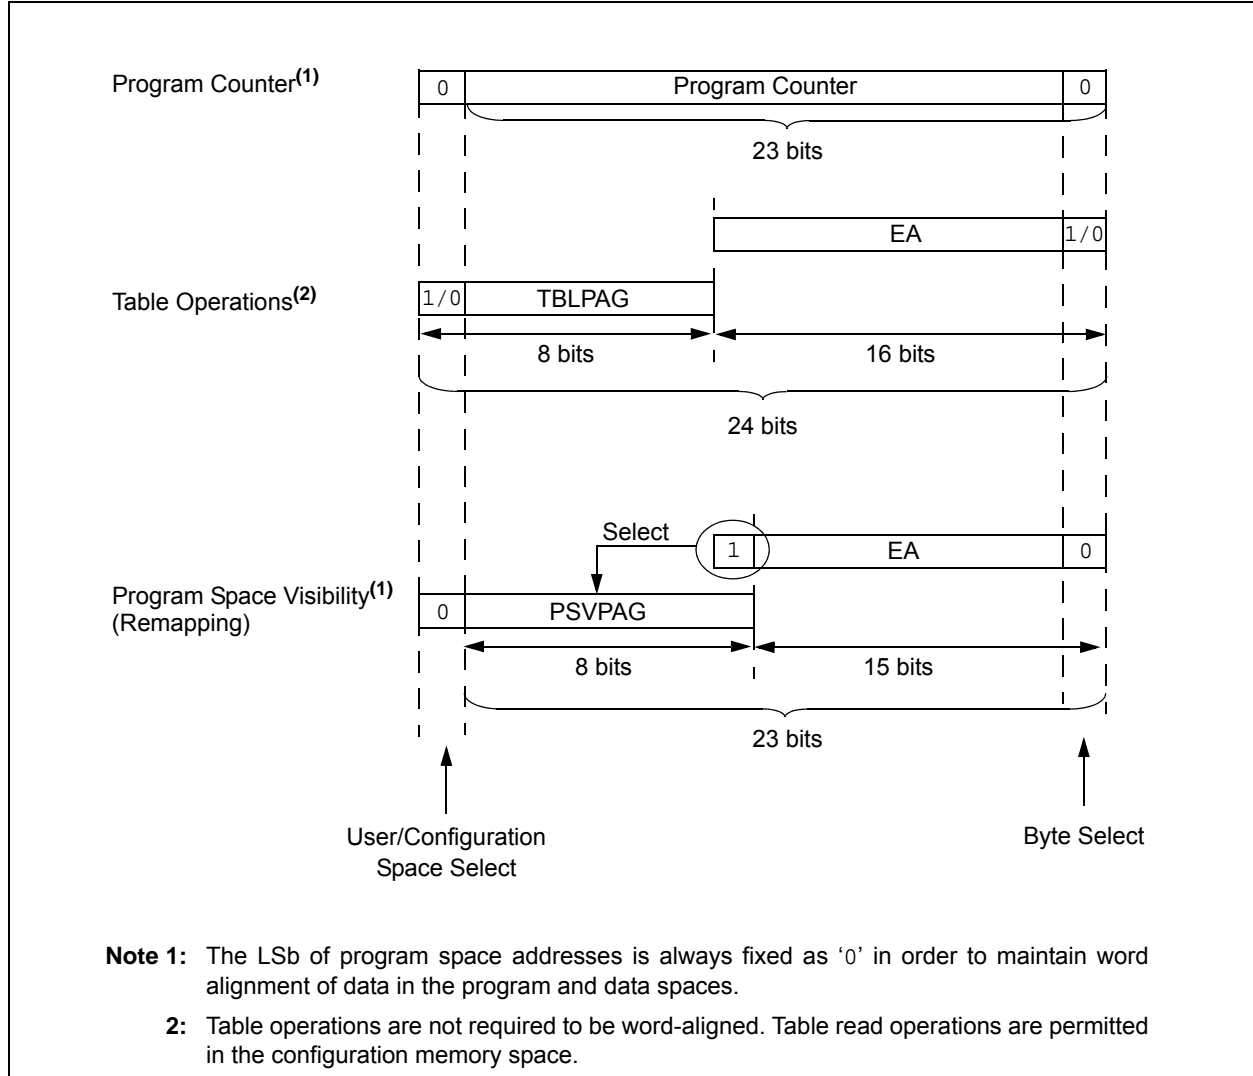 Program Counter(1)
0
Program Counter
0
23 bits
EA
1/0
Table Operations(2)
1/0
TBLPAG
8 bits
16 bits
24 bits
Select
1
EA
0
Program Space Visibility(1)
(Remapping)
0
PSVPAG
8 bits
15 bits
23 bits
User/Configuration
Space Select
Byte Select
Note 1: The LSb of program space addresses is always fixed as ‘0’ in order to maintain word
alignment of data in the program and data spaces.
2: Table operations are not required to be word-aligned. Table read operations are permitted
in the configuration memory space.